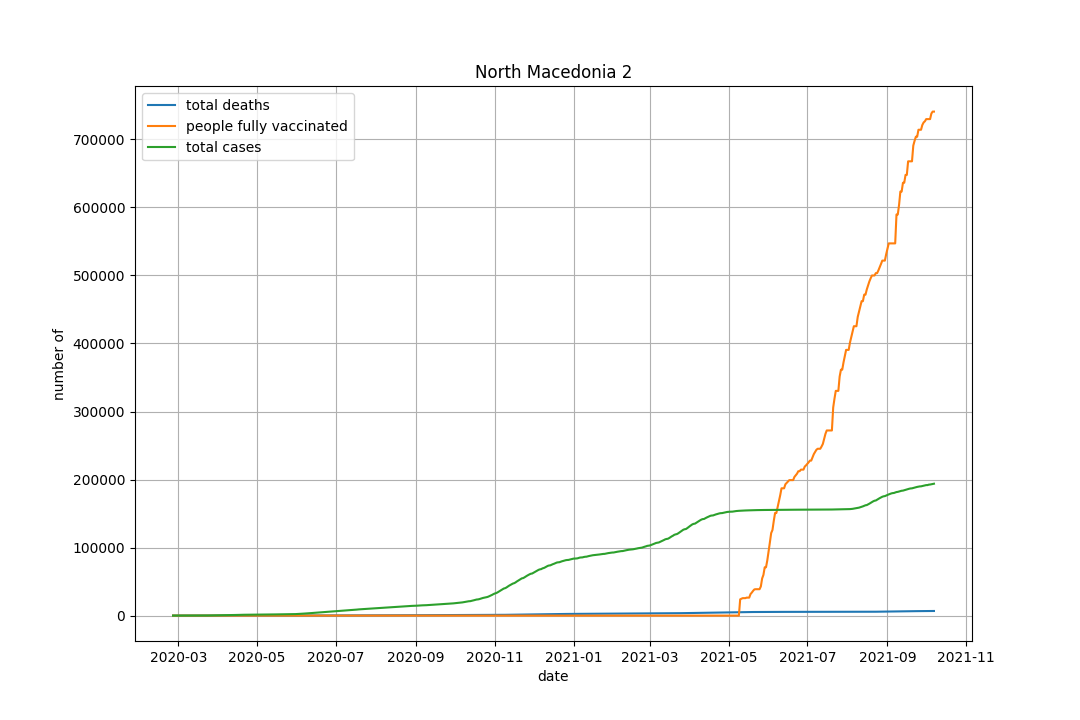 North Macedonia 2
total deaths
people fully vaccinated
total cases
number of
700000
600000
500000
400000
300000
200000
100000
0
2020-03 2020-05 2020-07 2020-09 2020-11 2021-01 2021-03 2021-05 2021-07 2021-09 2021-11
date